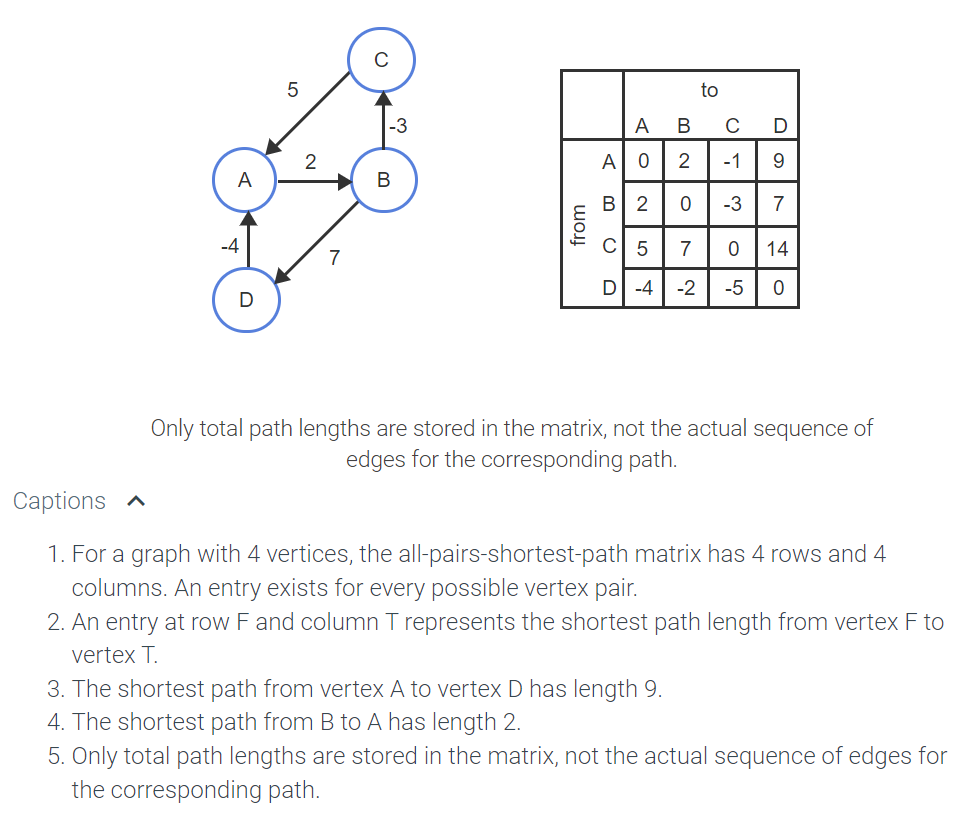 C
5
-3
2
A
B
-4
7
D
to
A B C D
from
A 0 2 -1 9
B 2 0 -3 7
C 5 7 0 14
D -4 -2 -5 0
Only total path lengths are stored in the matrix, not the actual sequence of
edges for the corresponding path.
Captions
1. For a graph with 4 vertices, the all-pairs-shortest-path matrix has 4 rows and 4
columns. An entry exists for every possible vertex pair.
2. An entry at row F and column T represents the shortest path length from vertex F to
vertex T.
3. The shortest path from vertex A to vertex D has length 9.
4. The shortest path from B to A has length 2.
5. Only total path lengths are stored in the matrix, not the actual sequence of edges for
the corresponding path.